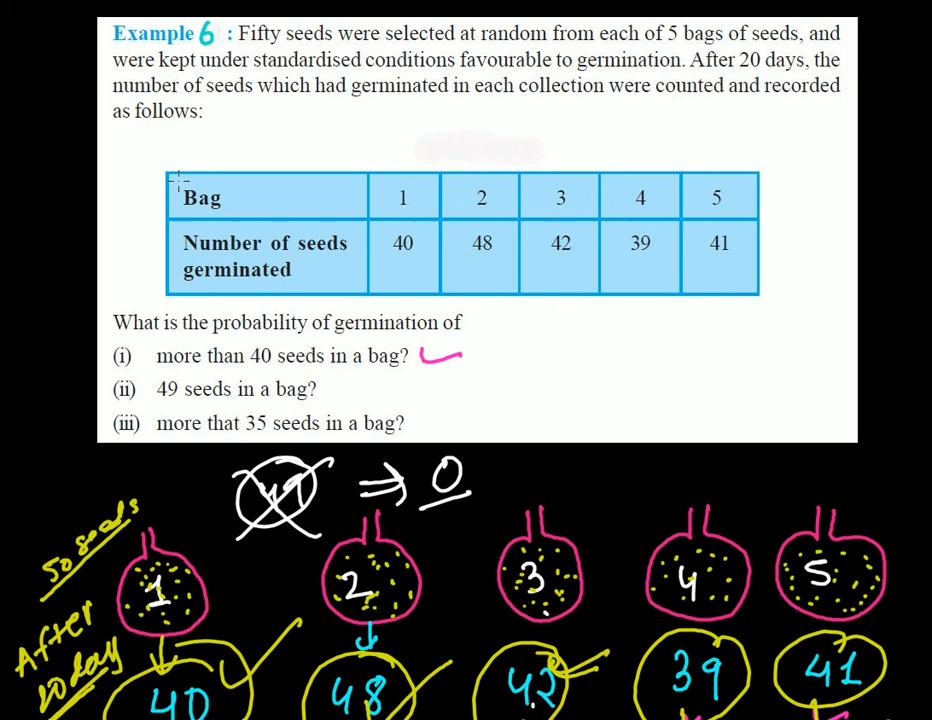 Example 6 : Fifty seeds were selected at random from each of 5 bags of seeds, and
were kept under standardised conditions favourable to germination. After 20 days, the
number of seeds which had germinated in each collection were counted and recorded
as follows:
Bag 1 2 3 4 5
Number of seeds 40 48 42 39 41
germinated
What is the probability of germination of
(i) more than 40 seeds in a bag?
(ii) 49 seeds in a bag?
(iii) more that 35 seeds in a bag?
49 ⇒ 0
50 seeds
1 2 3 4 5
After
20 day
40 48 42 39 41